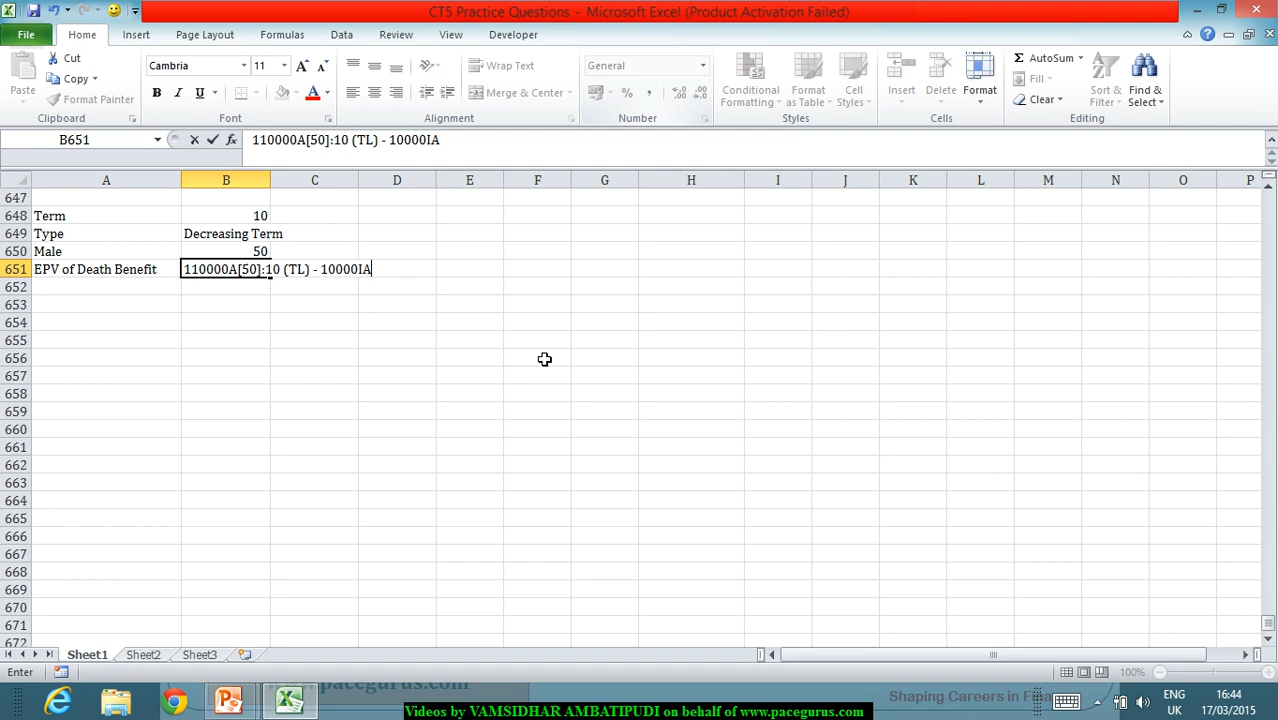 CT5 Practice Questions - Microsoft Excel (Product Activation Failed)
File Home Insert Page Layout Formulas Data Review View Developer
Paste
Cut
Copy
Format Painter
Clipboard
Cambria 11
B I U
Font
Wrap Text
Merge & Center
Alignment
General
Number
Conditional Formatting
Format as Table
Cell Styles
Styles
Insert
Delete
Format
Cells
AutoSum
Fill
Clear
Sort & Filter
Find & Select
Editing
B651 fx 110000A[50]:10 (TL) - 10000IA
A B C D E F G H I J K L M N O P
647
648 Term 10
649 Type Decreasing Term
650 Male 50
651 EPV of Death Benefit 110000A[50]:10 (TL) - 10000IA
652
653
654
655
656
657
658
659
660
661
662
663
664
665
666
667
668
669
670
671
672
Sheet1 Sheet2 Sheet3
Enter 100%
www.pacegurus.com
Shaping Careers in Fin
ENG
UK
16:44
17/03/2015
Videos by VAMSIDHAR AMBATIPUDI on behalf of www.pacegurus.com